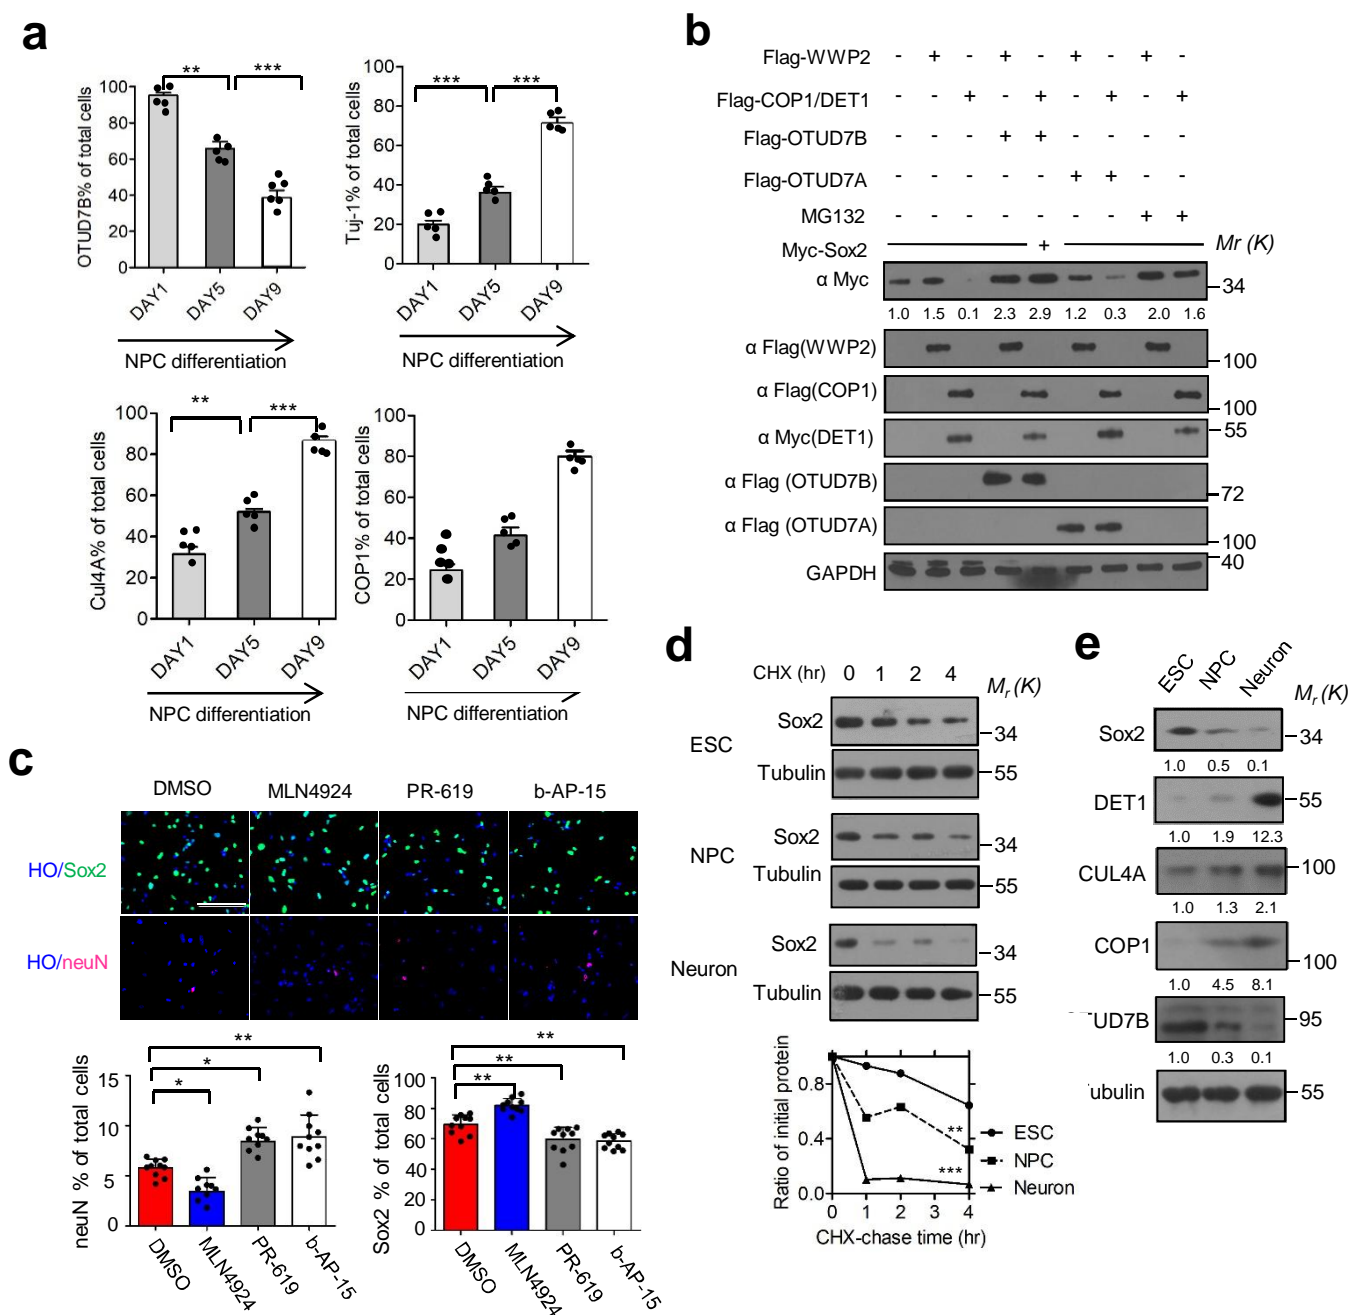 a
OTUD7B% of total cells
100
80
60
40
20
0
** ***
DAY1 DAY5 DAY9
NPC differentiation
Tuj-1% of total cells
100
80
60
40
20
0
*** ***
DAY1 DAY5 DAY9
NPC differentiation
Cul4A% of total cells
80
60
40
80
0
** ***
DAY1 DAY5 DAY9
NPC differentiation
COP1% of total cells
100
80
60
40
20
0
DAY1 DAY5 DAY9
NPC differentiation
b
Flag-WWP2 - + - + - + - + -
Flag-COP1/DET1 - - + - + - + - +
Flag-OTUD7B - - - + + - - - -
Flag-OTUD7A - - - - - + + - -
MG132 - - - - - - - + +
Myc-Sox2 + Mr (K)
α Myc 34
1.0 1.5 0.1 2.3 2.9 1.2 0.3 2.0 1.6
α Flag(WWP2) 100
α Flag(COP1) 100
α Myc(DET1) 55
α Flag (OTUD7B) 72
α Flag (OTUD7A) 100
GAPDH 40
c
DMSO MLN4924 PR-619 b-AP-15
HO/Sox2
HO/neuN
neuN % of total cells
15
10
5
0
**
*
*
DMSO MLN4924 PR-619 b-AP-15
Sox2 % of total cells
100
80
60
40
20
0
**
**
**
DMSO MLN4924 PR-619 b-AP-15
d
CHX (hr) 0 1 2 4 Mr (K)
ESC
Sox2 34
Tubulin 55
NPC
Sox2 34
Tubulin 55
Neuron
Sox2 34
Tubulin 55
Ratio of initial protein
0.8
0.4
0.0
**
***
0 1 2 3 4
CHX-chase time (hr)
ESC
NPC
Neuron
e
ESC NPC Neuron Mr (K)
Sox2 34
1.0 0.5 0.1
DET1 55
1.0 1.9 12.3
CUL4A 100
1.0 1.3 2.1
COP1 100
1.0 4.5 8.1
UD7B 95
1.0 0.3 0.1
ubulin 55